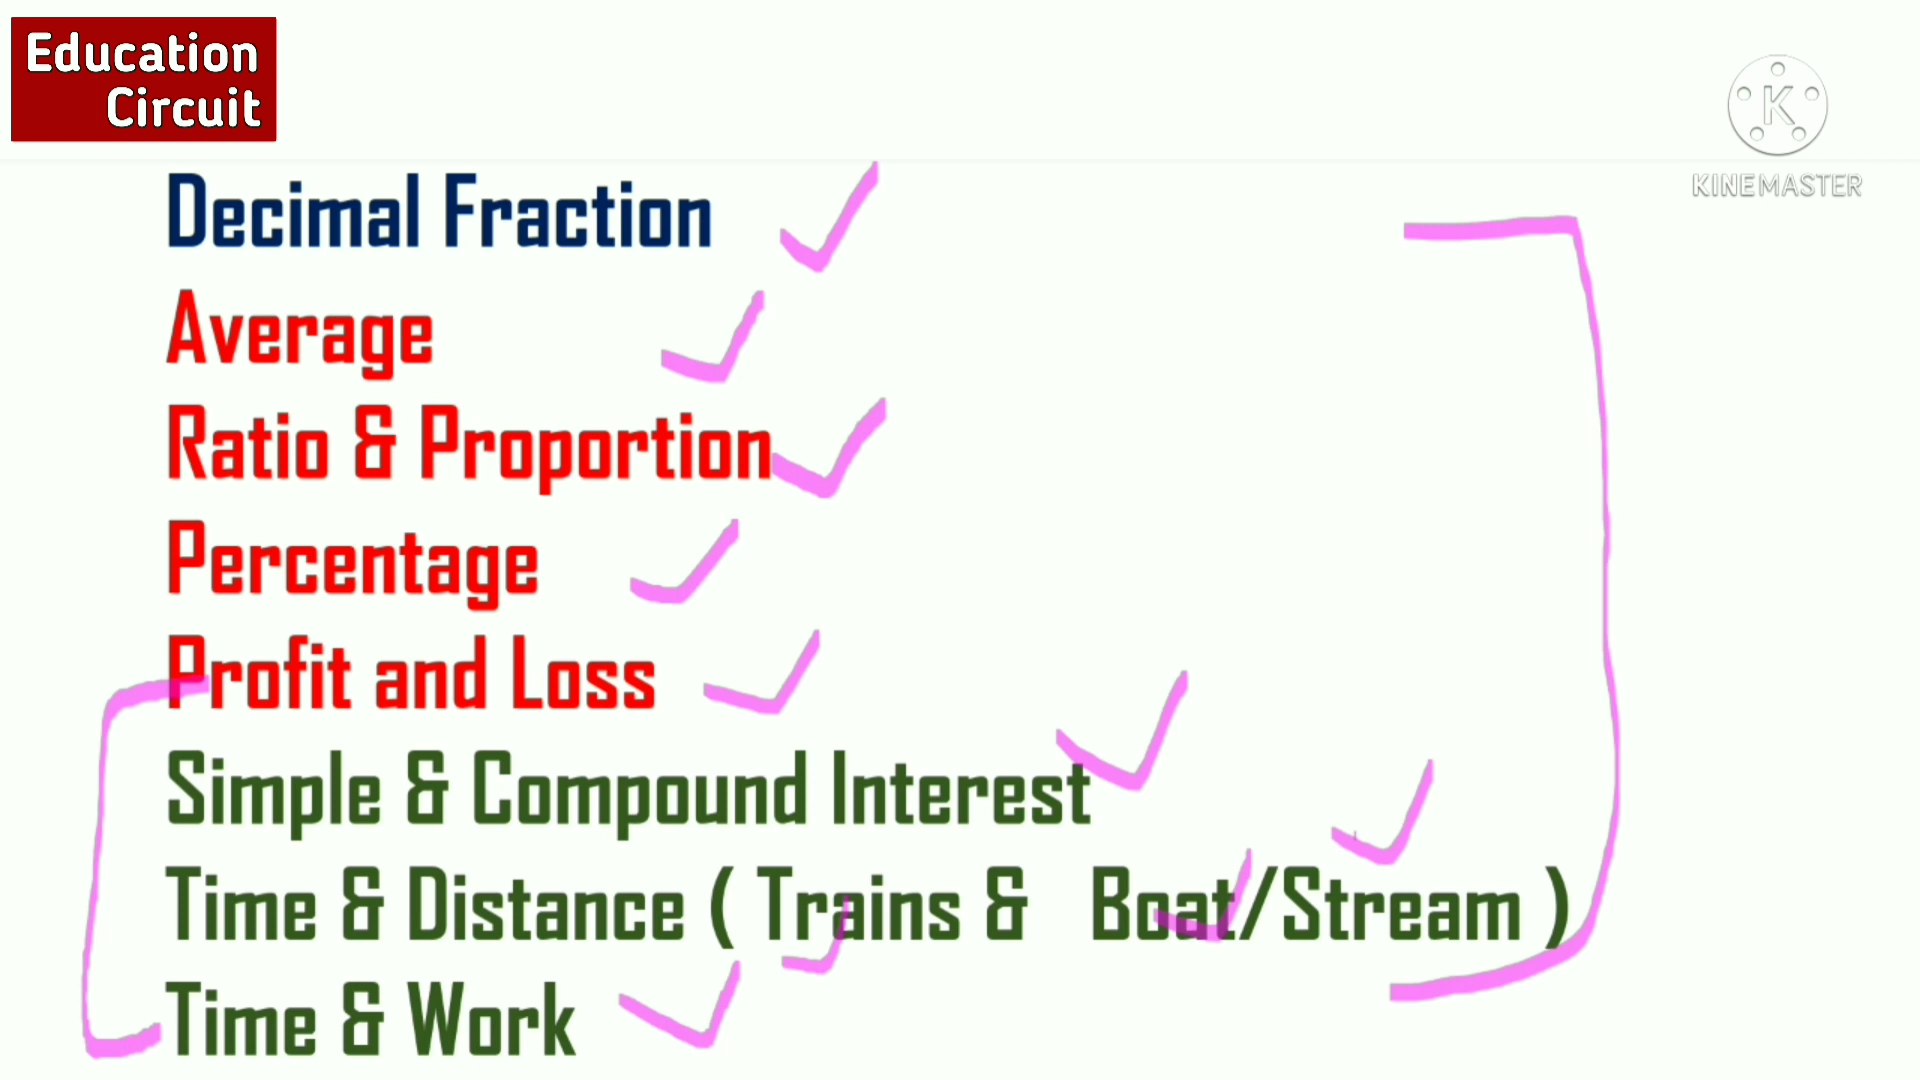 Education
Circuit
K
KINEMASTER
Decimal Fraction
Average
Ratio & Proportion
Percentage
Profit and Loss
Simple & Compound Interest
Time & Distance ( Trains & Boat/Stream )
Time & Work